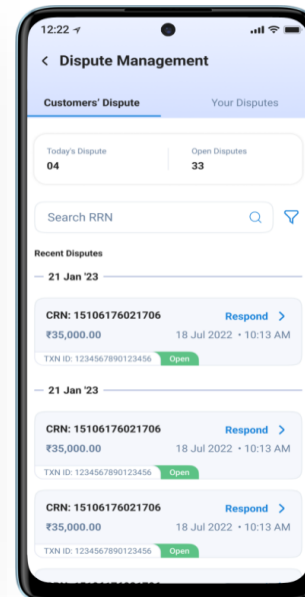 12:22
Dispute Management
Customers' Dispute Your Disputes
Today's Dispute Open Disputes
04 33
Search RRN
Recent Disputes
21 Jan '23
CRN: 15106176021706 Respond
₹35,000.00 18 Jul 2022 • 10:13 AM
TXN ID: 1234567890123456 Open
21 Jan '23
CRN: 15106176021706 Respond
₹35,000.00 18 Jul 2022 • 10:13 AM
TXN ID: 1234567890123456 Open
CRN: 15106176021706 Respond
₹35,000.00 18 Jul 2022 • 10:13 AM
TXN ID: 1234567890123456 Open